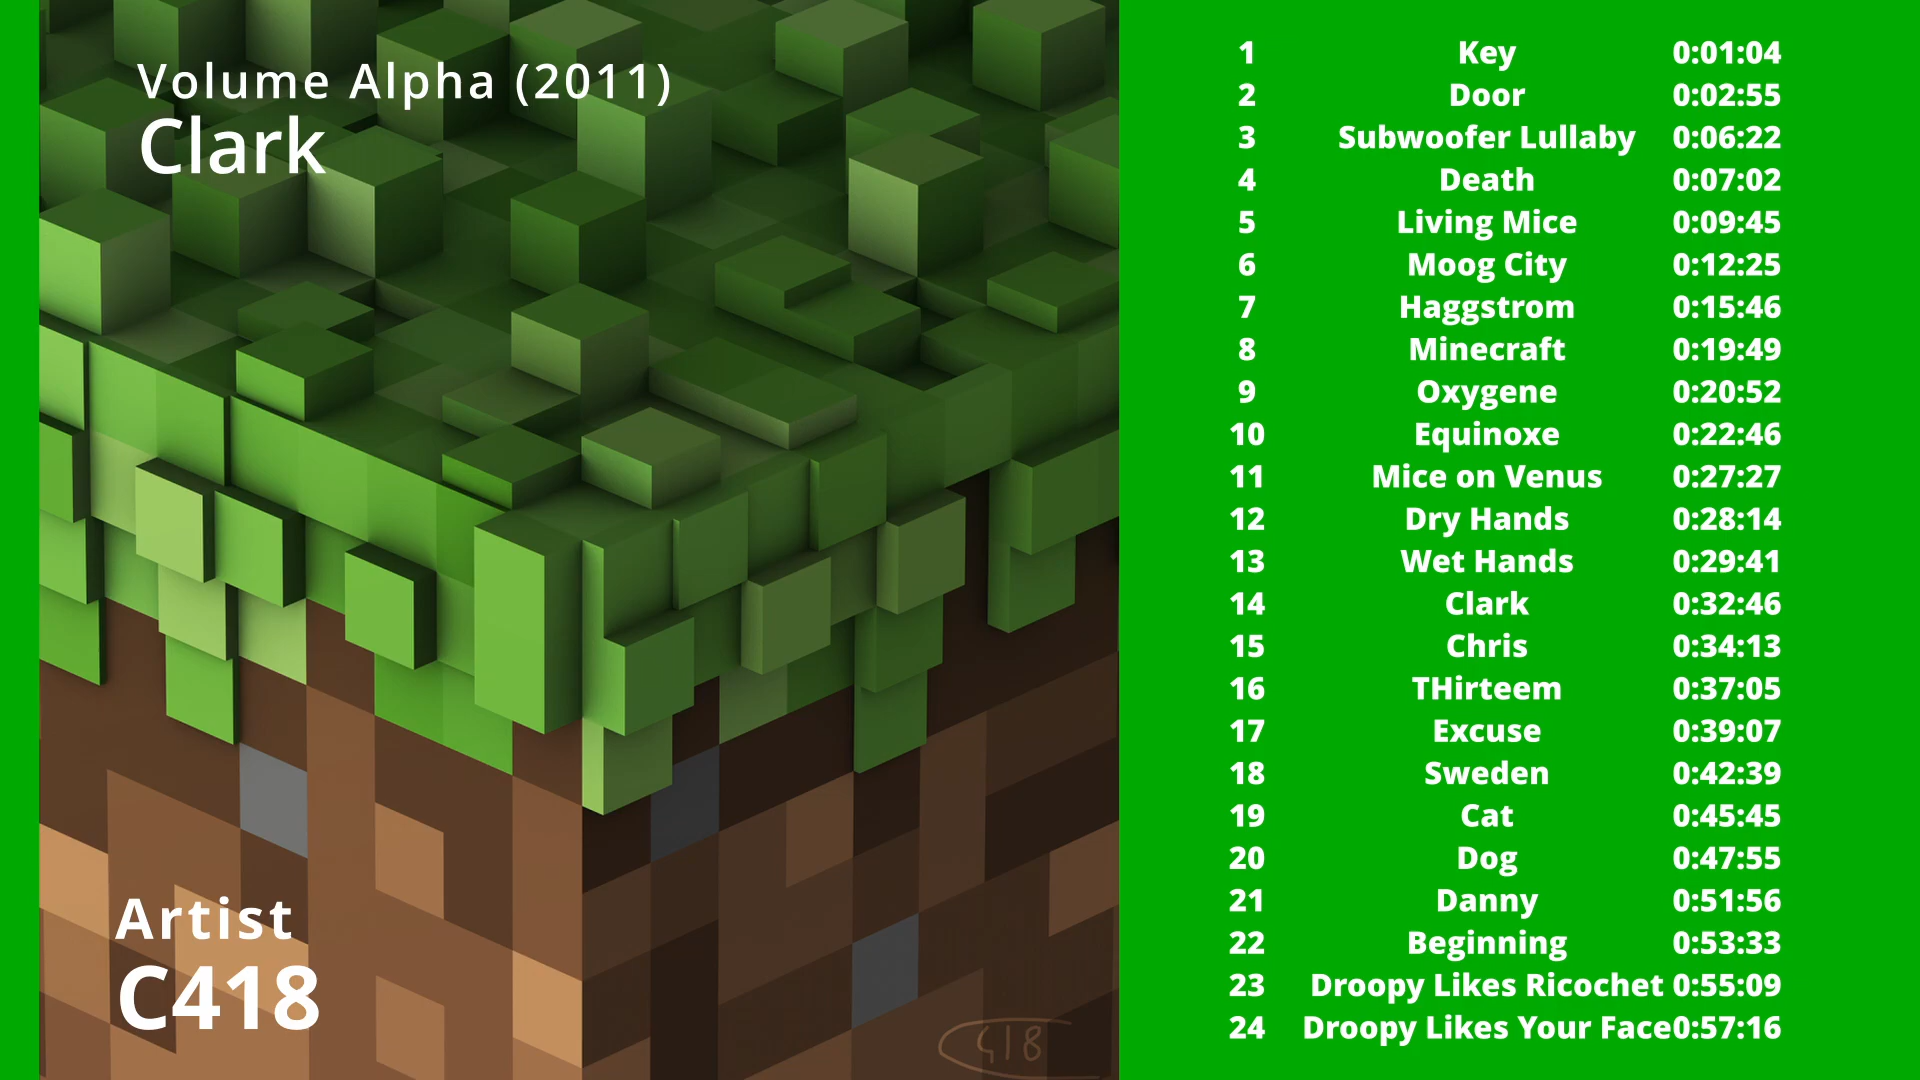 Volume Alpha (2011)
Clark
Artist
C418
418
1 Key 0:01:04
2 Door 0:02:55
3 Subwoofer Lullaby 0:06:22
4 Death 0:07:02
5 Living Mice 0:09:45
6 Moog City 0:12:25
7 Haggstrom 0:15:46
8 Minecraft 0:19:49
9 Oxygene 0:20:52
10 Equinoxe 0:22:46
11 Mice on Venus 0:27:27
12 Dry Hands 0:28:14
13 Wet Hands 0:29:41
14 Clark 0:32:46
15 Chris 0:34:13
16 THirteem 0:37:05
17 Excuse 0:39:07
18 Sweden 0:42:39
19 Cat 0:45:45
20 Dog 0:47:55
21 Danny 0:51:56
22 Beginning 0:53:33
23 Droopy Likes Ricochet 0:55:09
24 Droopy Likes Your Face 0:57:16